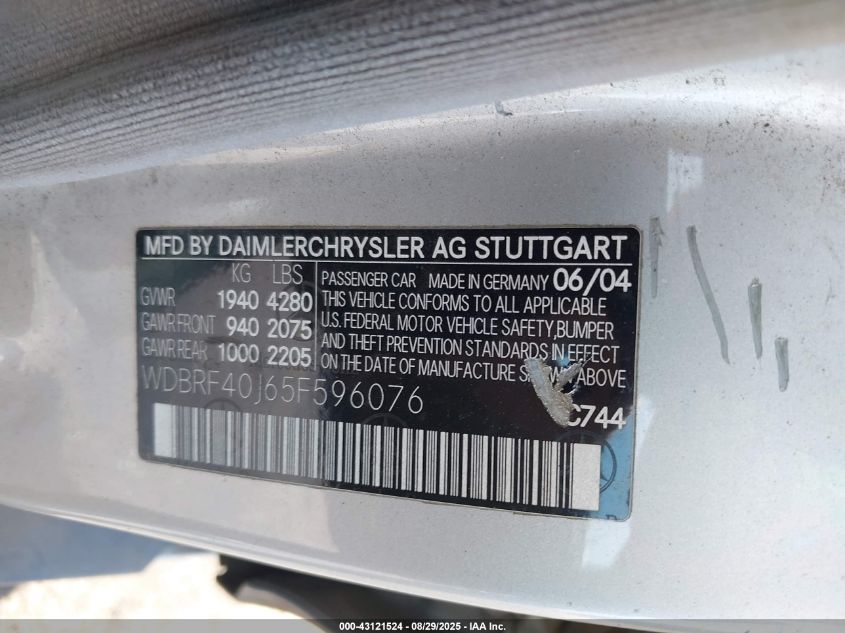 MFD BY DAIMLERCHRYSLER AG STUTTGART
KG LBS
GVWR 1940 4280
GAWR FRONT 940 2075
GAWR REAR 1000 2205
PASSENGER CAR MADE IN GERMANY 06/04
THIS VEHICLE CONFORMS TO ALL APPLICABLE
U.S. FEDERAL MOTOR VEHICLE SAFETY,BUMPER
AND THEFT PREVENTION STANDARDS IN EFFECT
ON THE DATE OF MANUFACTURE SHOWN ABOVE
WDBRF40J65F596076
C744
000-43121524 - 08/29/2025 - IAA Inc.